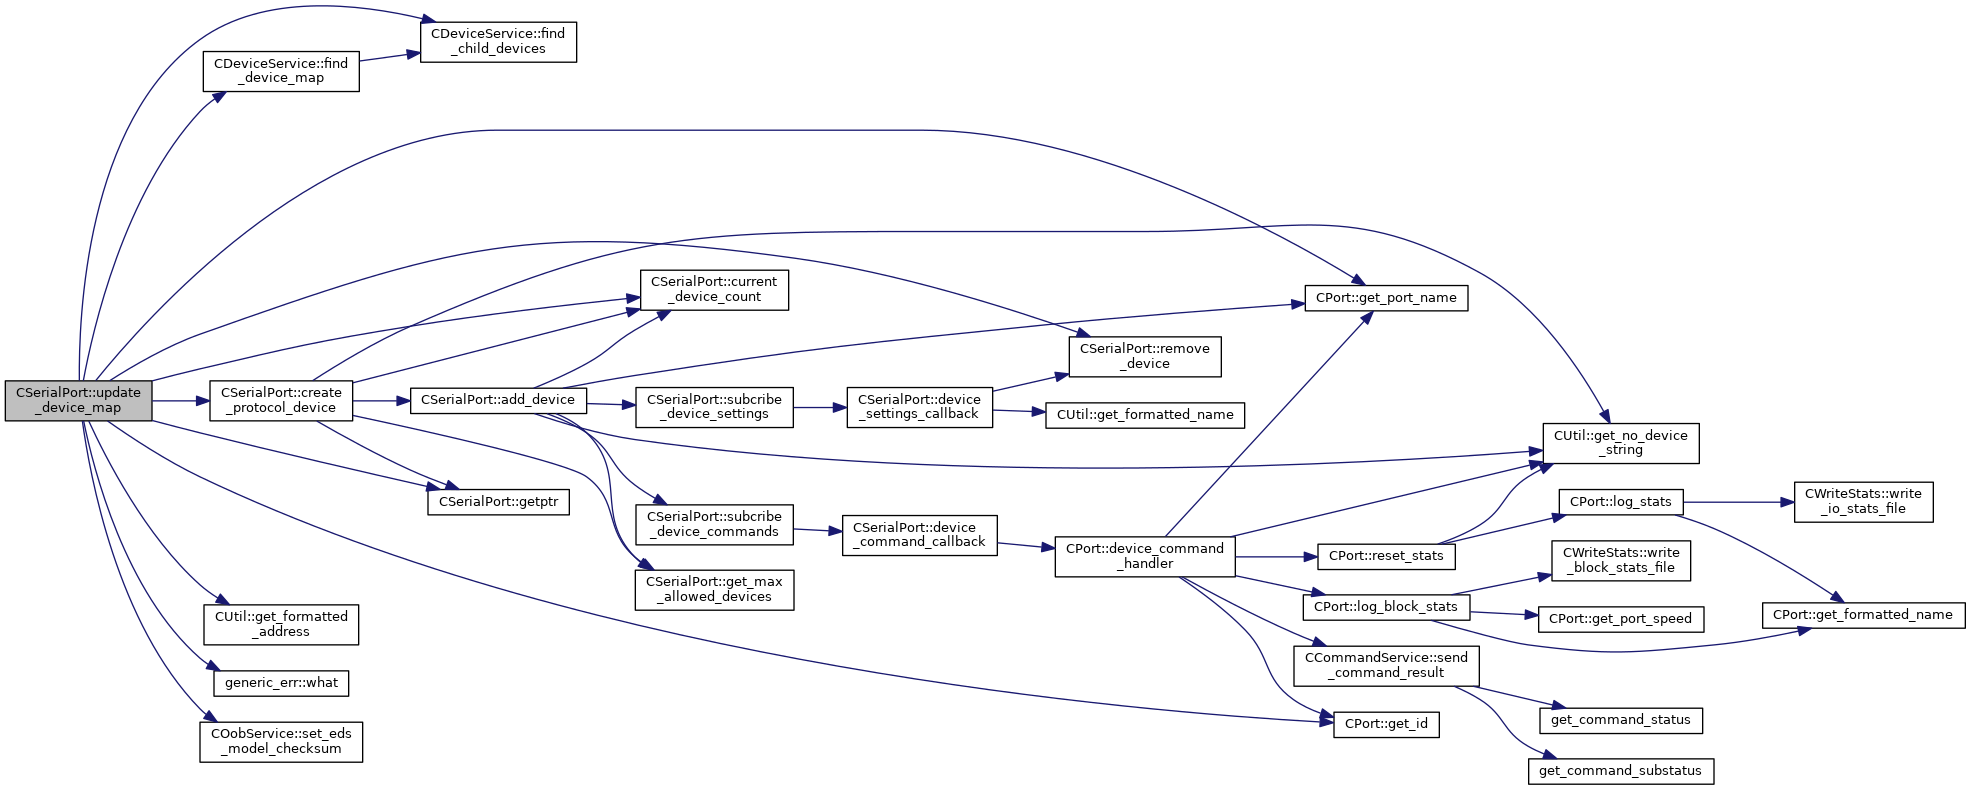 CSerialPort::update
_device_map
CDeviceService::find
_child_devices
CDeviceService::find
_device_map
CPort::get_port_name
CSerialPort::current
_device_count
CSerialPort::remove
_device
CSerialPort::create
_protocol_device
CSerialPort::add_device
CSerialPort::subcribe
_device_settings
CSerialPort::device
_settings_callback
CUtil::get_formatted_name
CUtil::get_no_device
_string
CSerialPort::getptr
CSerialPort::subcribe
_device_commands
CSerialPort::device
_command_callback
CPort::device_command
_handler
CPort::reset_stats
CPort::log_stats
CWriteStats::write
_io_stats_file
CSerialPort::get_max
_allowed_devices
CWriteStats::write
_block_stats_file
CPort::log_block_stats
CPort::get_port_speed
CPort::get_formatted_name
CUtil::get_formatted
_address
CCommandService::send
_command_result
generic_err::what
get_command_status
CPort::get_id
COobService::set_eds
_model_checksum
get_command_substatus